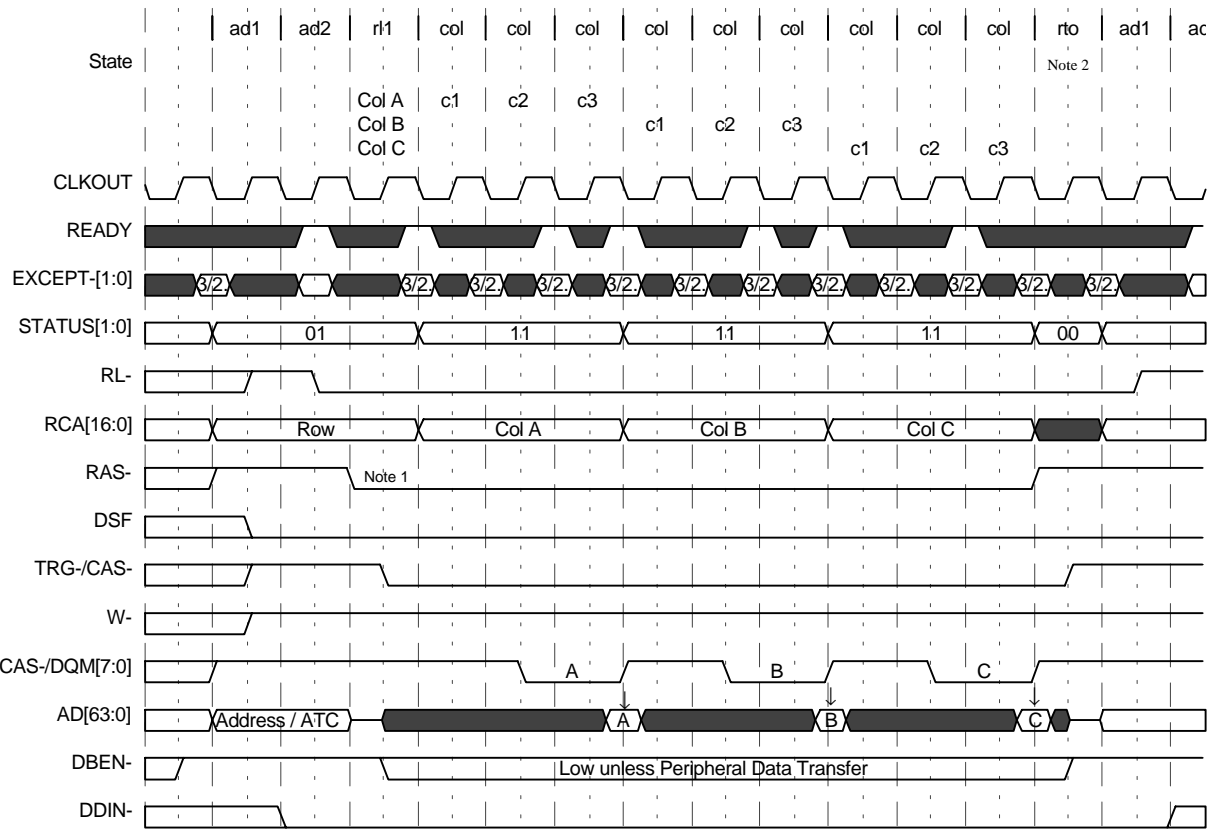 ad1 ad2 rl1 col col col col col col col col col rto ad1 ad
State Note 2
Col A c1 c2 c3
Col B c1 c2 c3
Col C c1 c2 c3
CLKOUT
READY
EXCEPT-[1:0] 3/2. 3/2. 3/2. 3/2. 3/2. 3/2. 3/2. 3/2. 3/2. 3/2. 3/2. 3/2.
STATUS[1:0] 01 11 11 11 00
RL-
RCA[16:0] Row Col A Col B Col C
RAS- Note 1
DSF
TRG-/CAS-
W-
CAS-/DQM[7:0] A B C
AD[63:0] Address / ATC A B C
DBEN- Low unless Peripheral Data Transfer
DDIN-